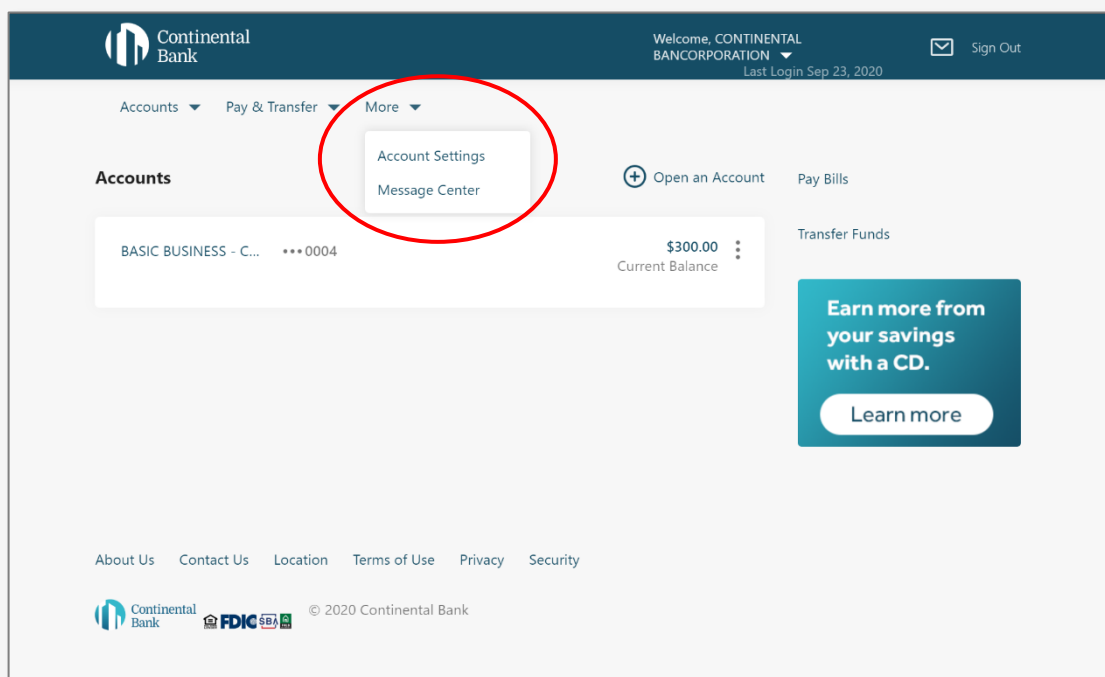 Continental
Bank
Welcome, CONTINENTAL
BANCORPORATION
Sign Out
Last Login Sep 23, 2020
Accounts Pay & Transfer More
Account Settings
Message Center
Accounts
Open an Account
Pay Bills
Transfer Funds
BASIC BUSINESS - C... •••0004
$300.00
Current Balance
Earn more from
your savings
with a CD.
Learn more
About Us Contact Us Location Terms of Use Privacy Security
Continental
Bank
FDIC
SBA
© 2020 Continental Bank